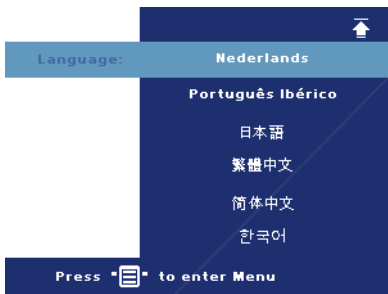 Language: Nederlands
Português Ibérico
日本語
繁體中文
简体中文
한국어
Press "" to enter Menu